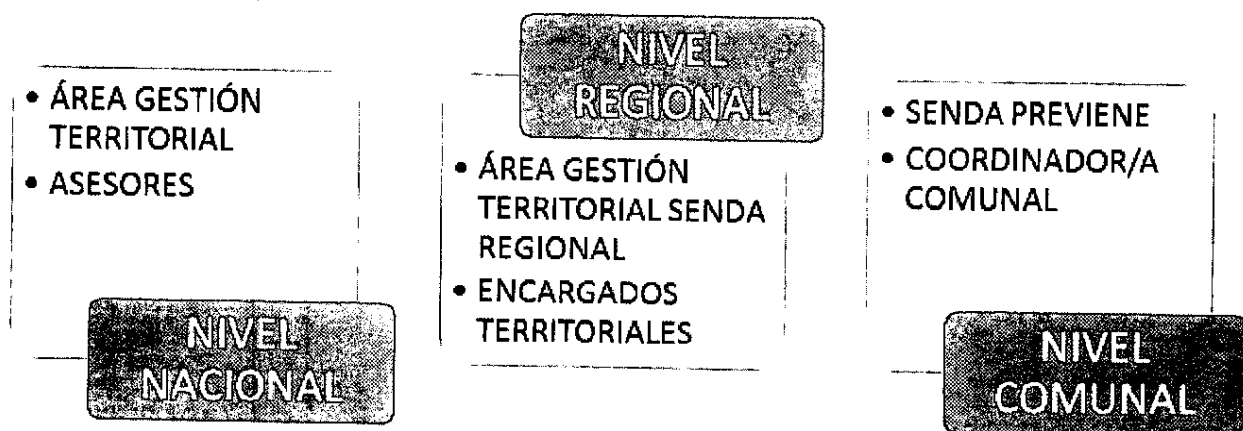 • ÁREA GESTIÓN
TERRITORIAL
• ASESORES
NIVEL
NACIONAL
NIVEL
REGIONAL
• ÁREA GESTIÓN
TERRITORIAL SENDA
REGIONAL
• ENCARGADOS
TERRITORIALES
• SENDA PREVIENE
• COORDINADOR/A
COMUNAL
NIVEL
COMUNAL